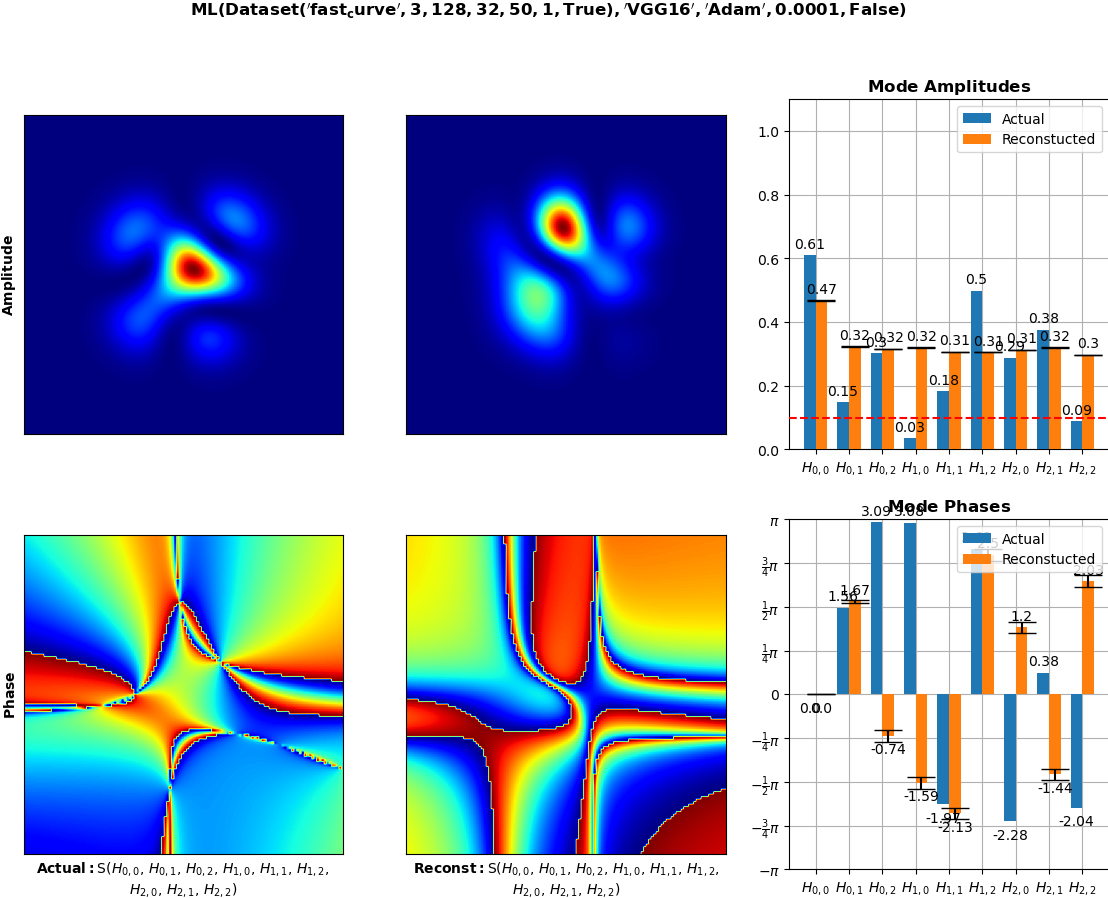 ML(Dataset('fast_curve', 3, 128, 32, 50, 1, True), 'VGG16', 'Adam', 0.0001, False)
Mode Amplitudes
Actual
Reconstucted
1.0
0.8
0.6
0.4
0.2
0.0
0.61
0.47
0.15
0.32
0.3
0.32
0.03
0.32
0.18
0.31
0.5
0.31
0.29
0.31
0.38
0.32
0.09
0.3
H0,0 H0,1 H0,2 H1,0 H1,1 H1,2 H2,0 H2,1 H2,2
Amplitude
Mode Phases
Actual
Reconstucted
π
3/4π
1/2π
1/4π
0
−1/4π
−1/2π
−3/4π
−π
0.0
0.0
1.56
1.67
3.09
-0.74
3.08
-1.59
-1.97
-2.13
2.5
-2.28
1.2
0.38
-1.44
-2.04
2.03
H0,0 H0,1 H0,2 H1,0 H1,1 H1,2 H2,0 H2,1 H2,2
Phase
Actual: S(H0,0, H0,1, H0,2, H1,0, H1,1, H1,2,
H2,0, H2,1, H2,2)
Reconst: S(H0,0, H0,1, H0,2, H1,0, H1,1, H1,2,
H2,0, H2,1, H2,2)